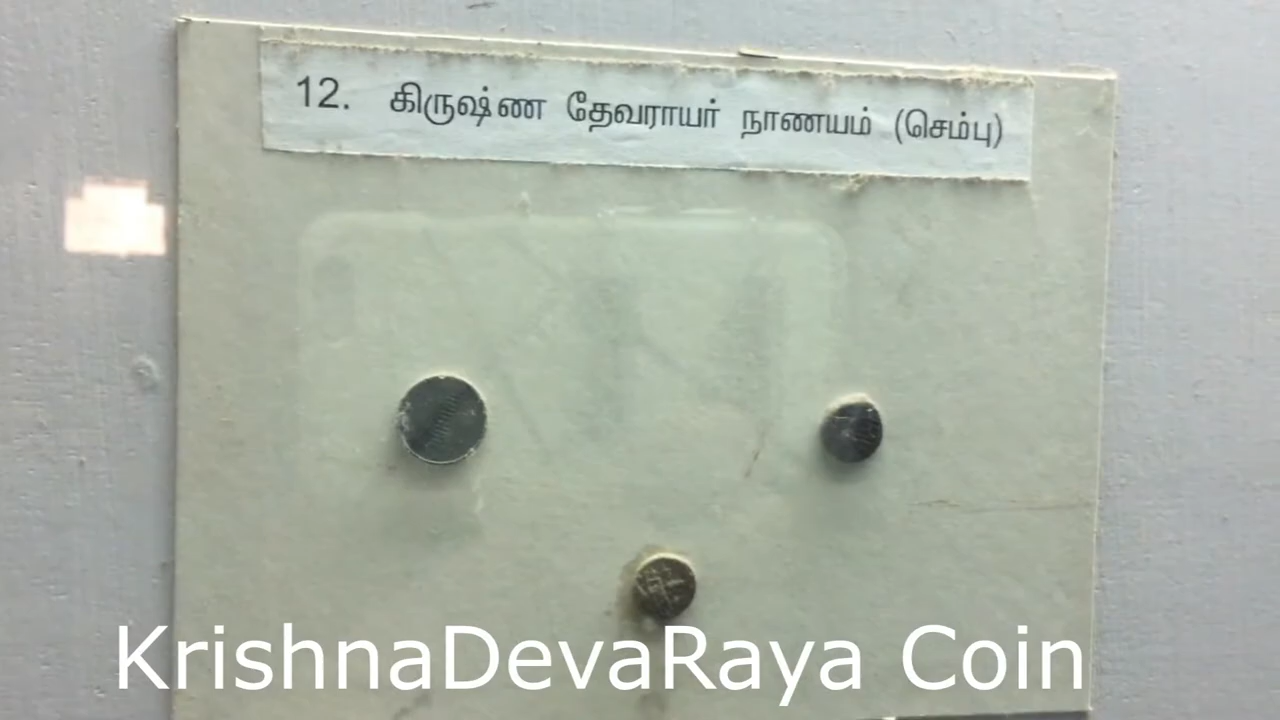 12. கிருஷ்ண தேவராயர் நாணயம் (செம்பு)
KrishnaDevaRaya Coin